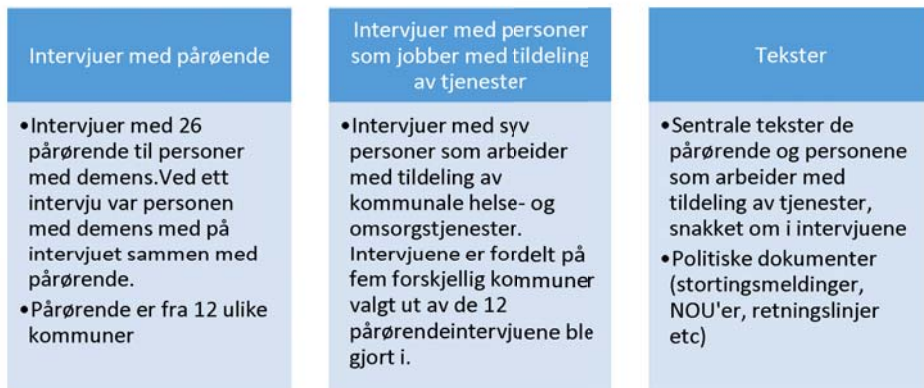 Intervjuer med pårøende
•Intervjuer med 26
pårørende til personer
med demens.Ved ett
intervju var personen
med demens med på
intervjuet sammen med
pårørende.
•Pårørende er fra 12 ulike
kommuner
Intervjuer med personer
som jobber med tildeling
av tjenester
•Intervjuer med syv
personer som arbeider
med tildeling av
kommunale helse- og
omsorgstjenester.
Intervjuene er fordelt på
fem forskjellig kommuner
valgt ut av de 12
pårørendeintervjuene ble
gjort i.
Tekster
•Sentrale tekster de
pårørende og personene
som arbeider med
tildeling av tjenester,
snakket om i intervjuene
•Politiske dokumenter
(stortingsmeldinger,
NOU'er, retningslinjer
etc)